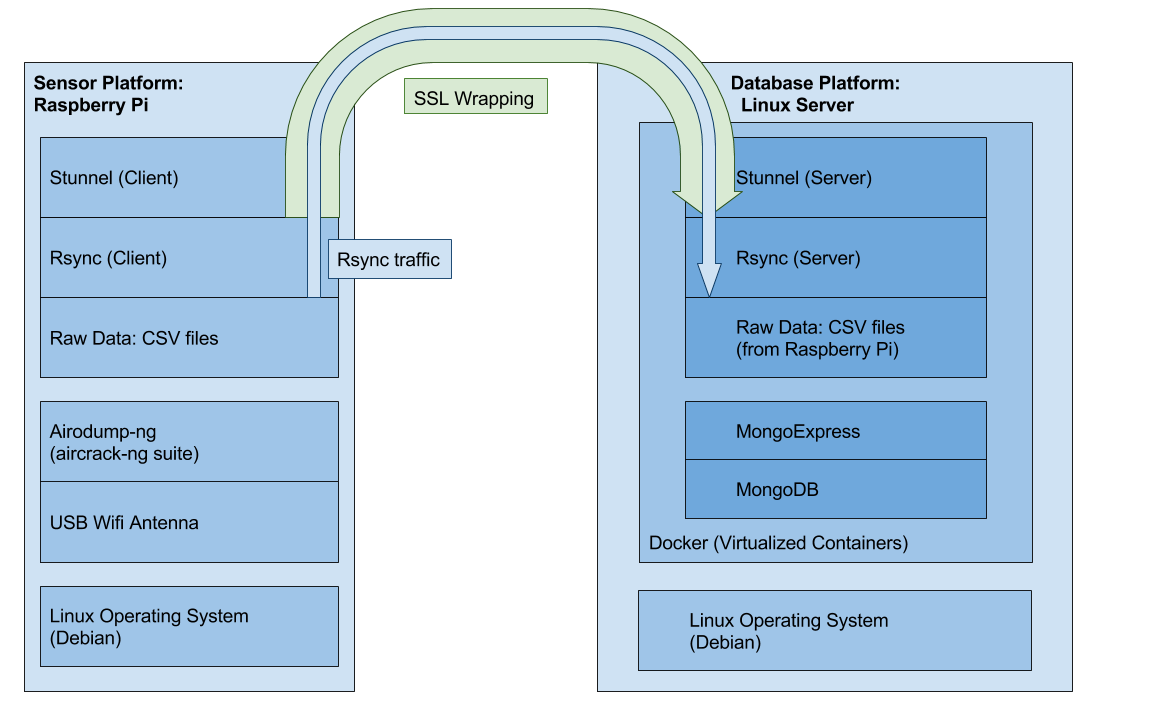 Sensor Platform:
Raspberry Pi
Stunnel (Client)
Rsync (Client)
Raw Data: CSV files
Airodump-ng
(aircrack-ng suite)
USB Wifi Antenna
Linux Operating System
(Debian)
SSL Wrapping
Rsync traffic
Database Platform:
Linux Server
Stunnel (Server)
Rsync (Server)
Raw Data: CSV files
(from Raspberry Pi)
MongoExpress
MongoDB
Docker (Virtualized Containers)
Linux Operating System
(Debian)